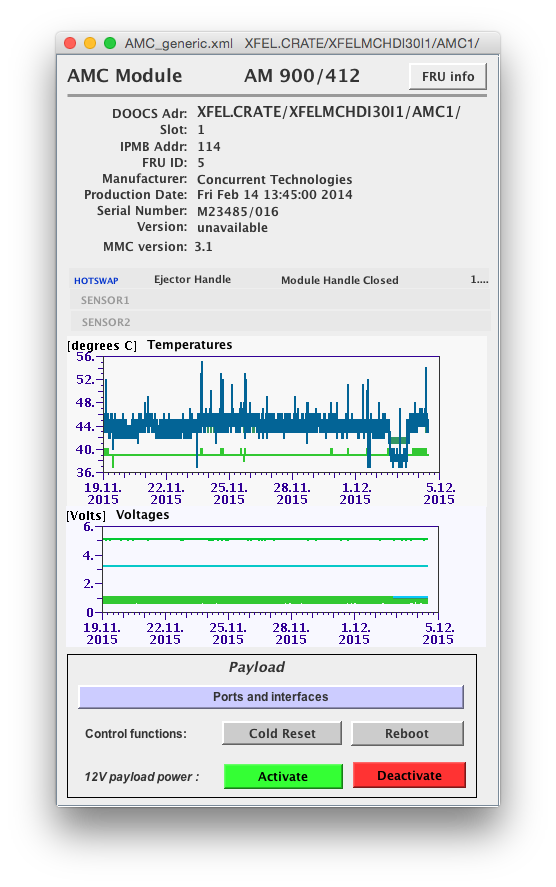 AMC_generic.xml XFEL.CRATE/XFELMCHDI30I1/AMC1/
AMC Module AM 900/412 FRU info
DOOCS Adr: XFEL.CRATE/XFELMCHDI30I1/AMC1/
Slot: 1
IPMB Addr: 114
FRU ID: 5
Manufacturer: Concurrent Technologies
Production Date: Fri Feb 14 13:45:00 2014
Serial Number: M23485/016
Version: unavailable
MMC version: 3.1
HOTSWAP Ejector Handle Module Handle Closed 1....
SENSOR1
SENSOR2
[degrees C] Temperatures
56.
52.
48.
44.
40.
36.
19.11. 22.11. 25.11. 28.11. 1.12. 5.12.
2015 2015 2015 2015 2015 2015
[Volts] Voltages
6.
4.
2.
0
19.11. 22.11. 25.11. 28.11. 1.12. 5.12.
2015 2015 2015 2015 2015 2015
Payload
Ports and interfaces
Control functions: Cold Reset Reboot
12V payload power : Activate Deactivate